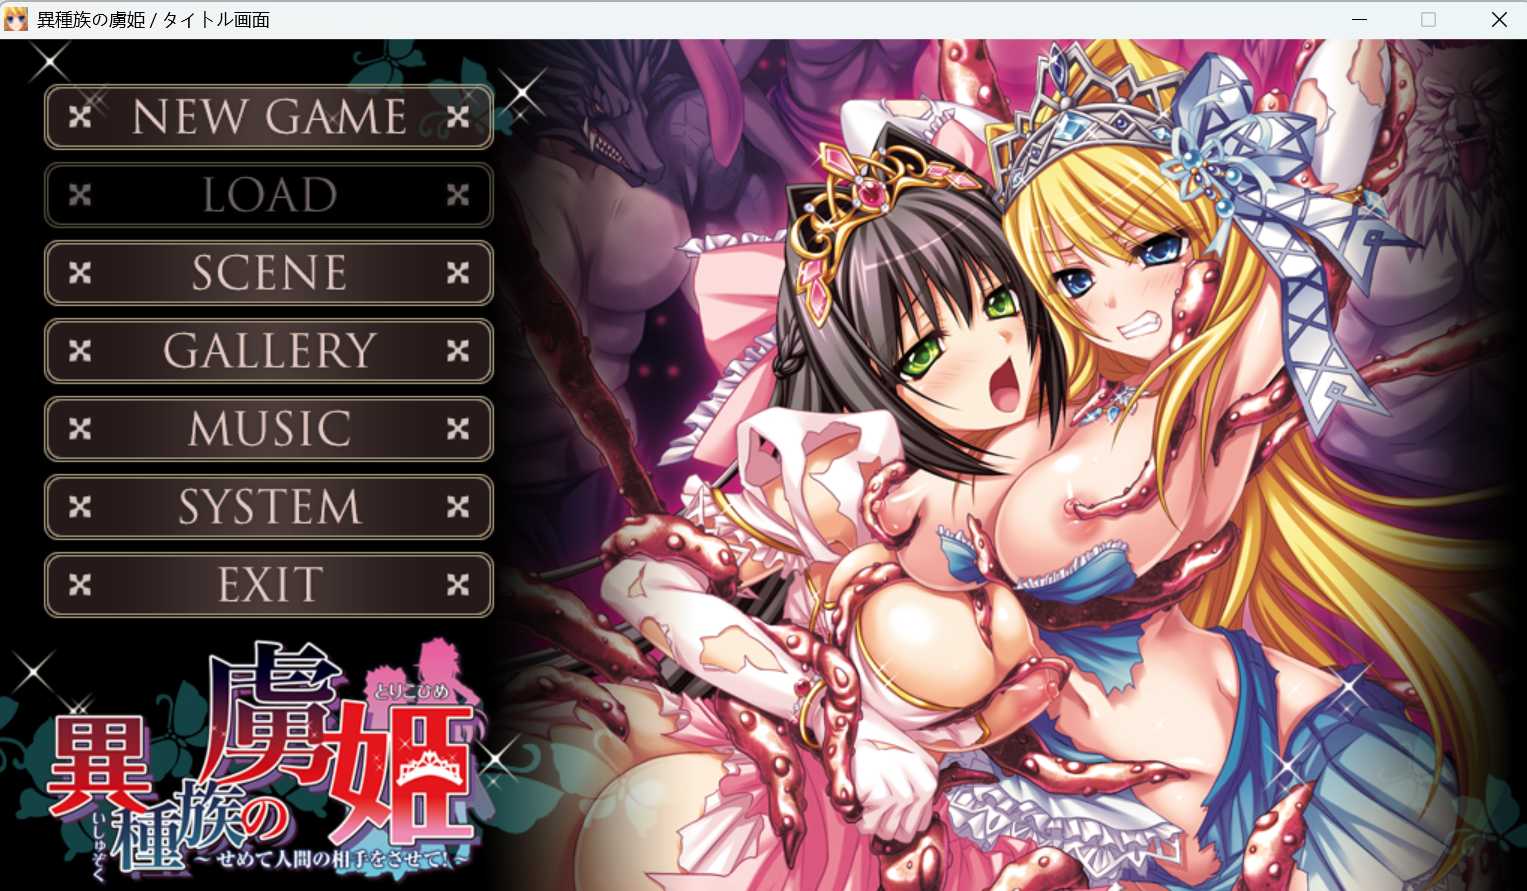 異種族の虜姫 / タイトル画面
NEW GAME
LOAD
SCENE
GALLERY
MUSIC
SYSTEM
EXIT
とりこひめ
異種族の虜姫
いしゅぞく
~ せめて人間の相手をさせて! ~